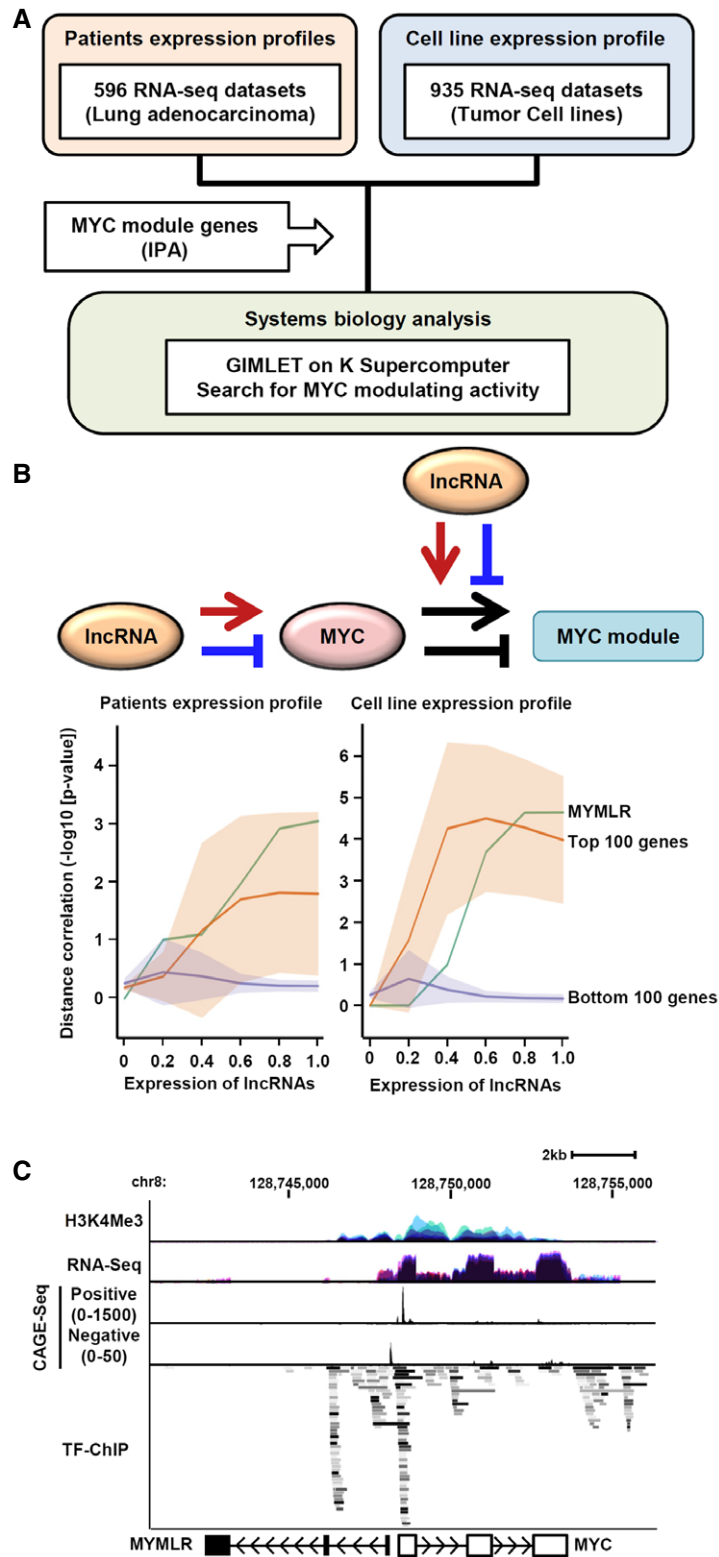 A
Patients expression profiles
596 RNA-seq datasets
(Lung adenocarcinoma)
Cell line expression profile
935 RNA-seq datasets
(Tumor Cell lines)
MYC module genes
(IPA)
Systems biology analysis
GIMLET on K Supercomputer
Search for MYC modulating activity
B
lncRNA
lncRNA
MYC
MYC module
Patients expression profile
Distance correlation (-log10 [p-value])
4
3
2
1
0
0 0.2 0.4 0.6 0.8 1.0
Expression of lncRNAs
Cell line expression profile
6
5
4
3
2
1
0
0 0.2 0.4 0.6 0.8 1.0
Expression of lncRNAs
MYMLR
Top 100 genes
Bottom 100 genes
C
2kb
chr8: 128,745,000 128,750,000 128,755,000
H3K4Me3
RNA-Seq
CAGE-Seq
Positive
(0-1500)
Negative
(0-50)
TF-ChIP
MYMLR MYC